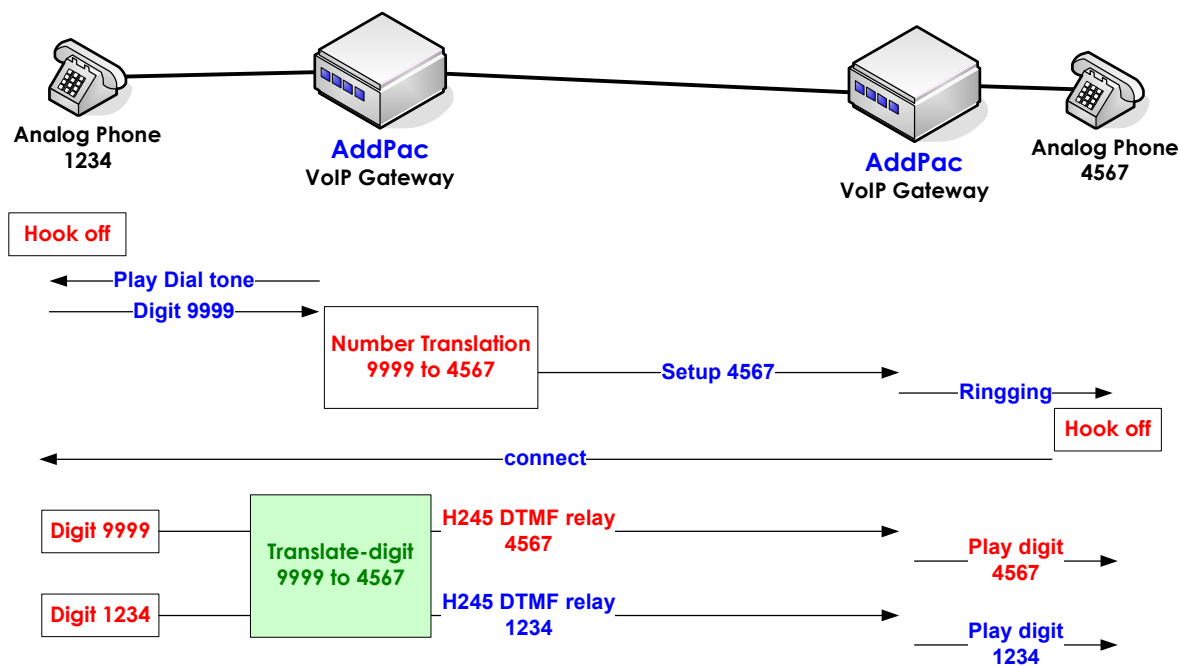 Analog Phone
1234
AddPac
VoIP Gateway
AddPac
VoIP Gateway
Analog Phone
4567
Hook off
Play Dial tone
Digit 9999
Number Translation
9999 to 4567
Setup 4567
Ringging
Hook off
connect
Digit 9999
Translate-digit
9999 to 4567
H245 DTMF relay
4567
Play digit
4567
Digit 1234
H245 DTMF relay
1234
Play digit
1234